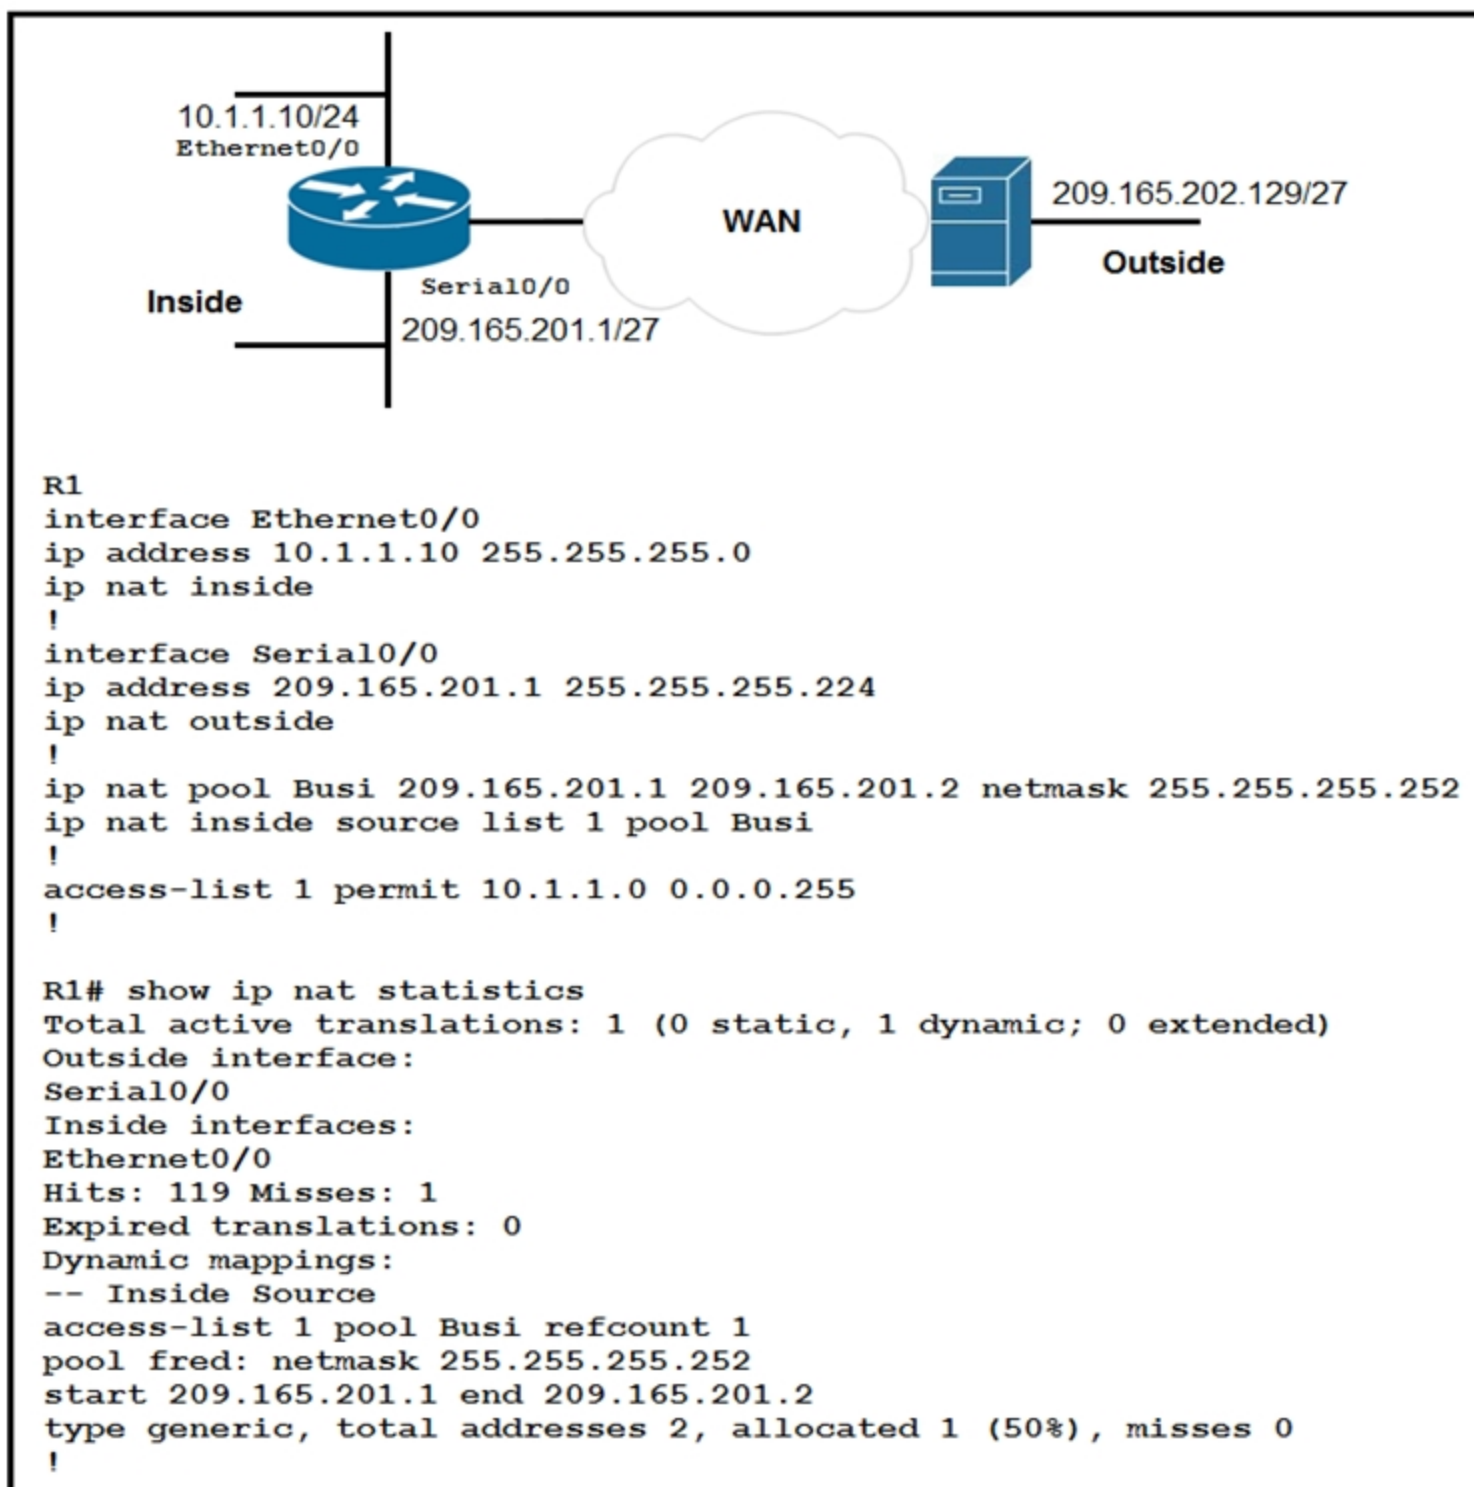 10.1.1.10/24
Ethernet0/0
WAN
209.165.202.129/27
Outside
Serial0/0
Inside
209.165.201.1/27
R1
interface Ethernet0/0
ip address 10.1.1.10 255.255.255.0
ip nat inside
!
interface Serial0/0
ip address 209.165.201.1 255.255.255.224
ip nat outside
!
ip nat pool Busi 209.165.201.1 209.165.201.2 netmask 255.255.255.252
ip nat inside source list 1 pool Busi
!
access-list 1 permit 10.1.1.0 0.0.0.255
!
R1# show ip nat statistics
Total active translations: 1 (0 static, 1 dynamic; 0 extended)
Outside interface:
Serial0/0
Inside interfaces:
Ethernet0/0
Hits: 119 Misses: 1
Expired translations: 0
Dynamic mappings:
-- Inside Source
access-list 1 pool Busi refcount 1
pool fred: netmask 255.255.255.252
start 209.165.201.1 end 209.165.201.2
type generic, total addresses 2, allocated 1 (50%), misses 0
!